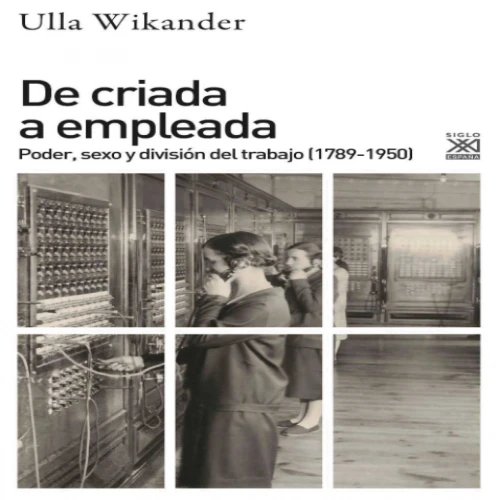 Ulla Wikander
De criada
a empleada
Poder, sexo y división del trabajo (1789-1950)
SIGLO
XXI
ESPAÑA